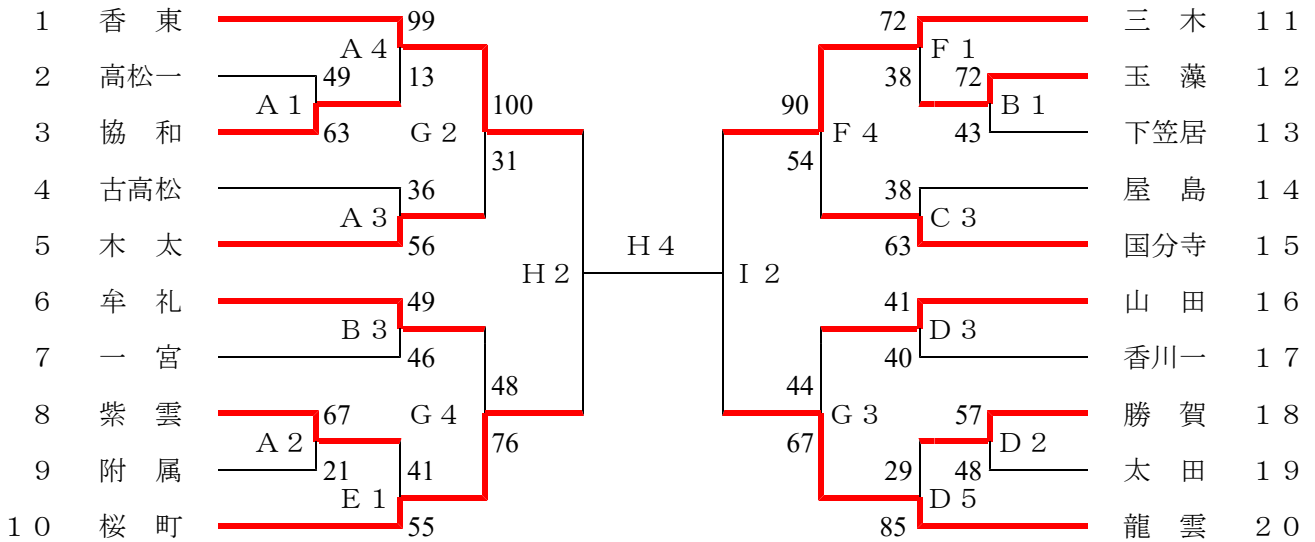 1 香 東 99 72 三 木 11
A4 F1
2 高松一 49 13 38 72 玉 藻 12
A1 100 90 B1
3 協 和 63 G2 F4 43 下笠居 13
31 54
4 古高松 36 38 屋 島 14
A3 C3
5 木 太 56 63 国分寺 15
H2 H4 I2
6 牟 礼 49 41 山 田 16
B3 D3
7 一 宮 46 40 香川一 17
48 44
8 紫 雲 67 G4 G3 57 勝 賀 18
A2 76 67 D2
9 附 属 21 41 29 48 太 田 19
E1 D5
10 桜 町 55 85 龍 雲 20